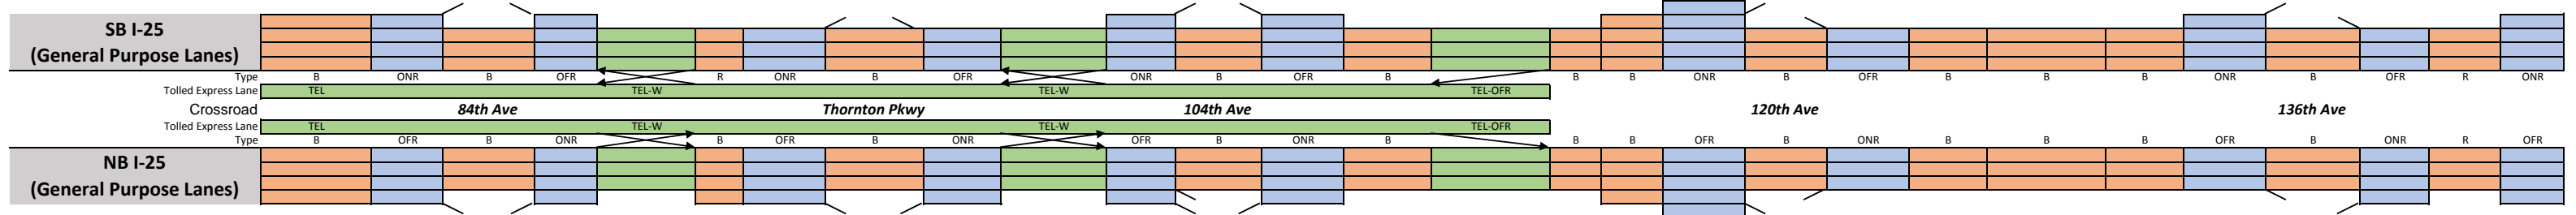 SB I-25
(General Purpose Lanes)
Type B ONR B OFR R ONR B OFR ONR B OFR B B B ONR B OFR B B B ONR B OFR R ONR
Tolled Express Lane TEL TEL-W TEL-W TEL-OFR
Crossroad 84th Ave Thornton Pkwy 104th Ave 120th Ave 136th Ave
Tolled Express Lane TEL TEL-W TEL-W TEL-OFR
Type B OFR B ONR B OFR B ONR OFR B ONR B B B OFR B ONR B B B OFR B ONR R OFR
NB I-25
(General Purpose Lanes)